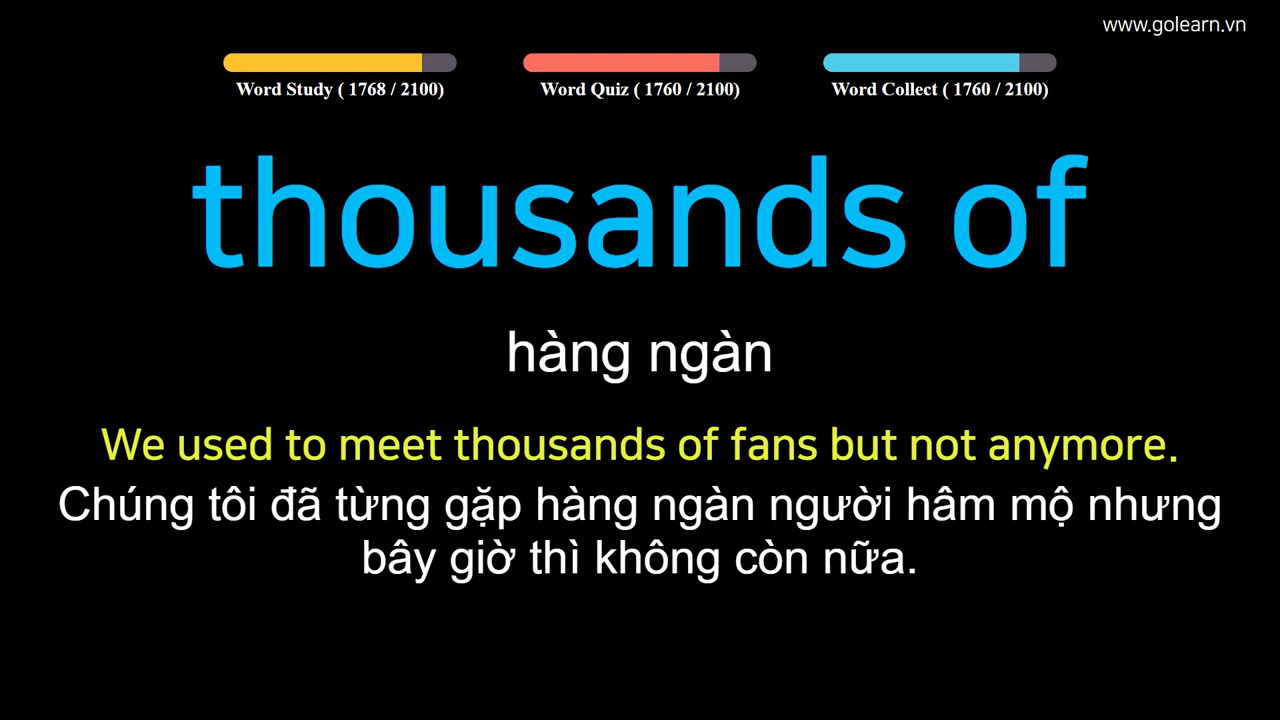 www.golearn.vn
Word Study ( 1768 / 2100)
Word Quiz ( 1760 / 2100)
Word Collect ( 1760 / 2100)
thousands of
hàng ngàn
We used to meet thousands of fans but not anymore.
Chúng tôi đã từng gặp hàng ngàn người hâm mộ nhưng
bây giờ thì không còn nữa.